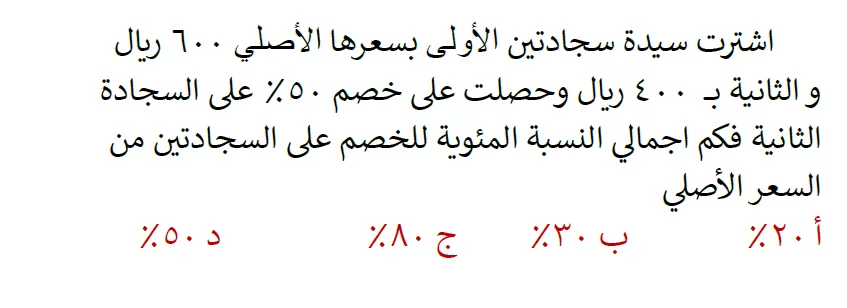 اشترت سيدة سجادتين الأولى بسعرها الأصلي ٦٠٠ ريال
و الثانية بـ ٤٠٠ ريال وحصلت على خصم ٥٠٪ على السجادة
الثانية فكم اجمالي النسبة المئوية للخصم على السجادتين من
السعر الأصلي
أ ٢٠٪ ب ٣٠٪ ج ٨٠٪ د ٥٠٪